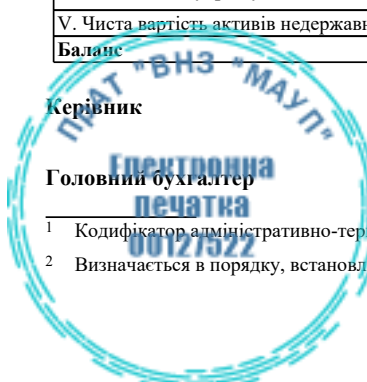 V. Чиста вартість активів недержавн
Баланс
ПРАТ "ВНЗ "МАУП"
Керівник
Електронна
Головний бухгалтер
печатка
00127522
1 Кодифікатор адміністративно-тер
2 Визначається в порядку, встановл